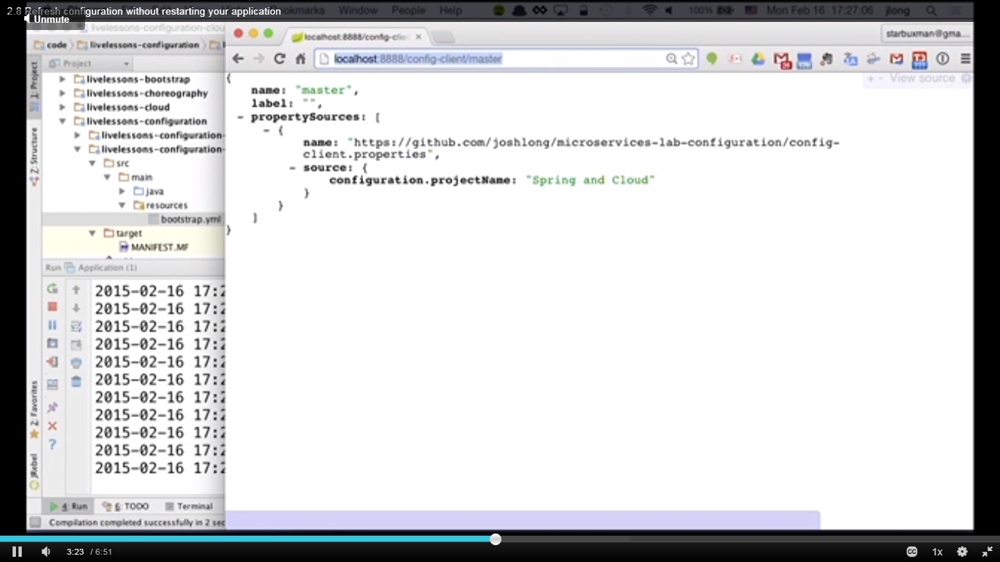 2.8 Refresh configuration without restarting your application
Unmute
Bookmarks Window People Help 100% Mon Feb 16 17:27:06 jlong
livelessons-configuration-clou
localhost:8888/config-clie
starbuxman@gma...
code livelessons-configuration
localhost:8888/config-client/master
Project
View source
1: Project
2: Structure
2: Favorites
JRebel
livelessons-bootstrap
livelessons-choreography
livelessons-cloud
livelessons-configuration
livelessons-configuration-
livelessons-configuration-
src
main
java
resources
bootstrap.yml
target
MANIFEST.MF
{
name: "master",
label: "",
- propertySources: [
- {
name: "https://github.com/joshlong/microservices-lab-configuration/config-
client.properties",
- source: {
configuration.projectName: "Spring and Cloud"
}
}
]
}
Run Application (1)
2015-02-16 17:2
2015-02-16 17:2
2015-02-16 17:2
2015-02-16 17:2
2015-02-16 17:2
2015-02-16 17:2
2015-02-16 17:2
2015-02-16 17:2
2015-02-16 17:2
2015-02-16 17:2
2015-02-16 17:2
4: Run 6: TODO Terminal
Compilation completed successfully in 2 sec
3:23 / 6:51 CC 1x